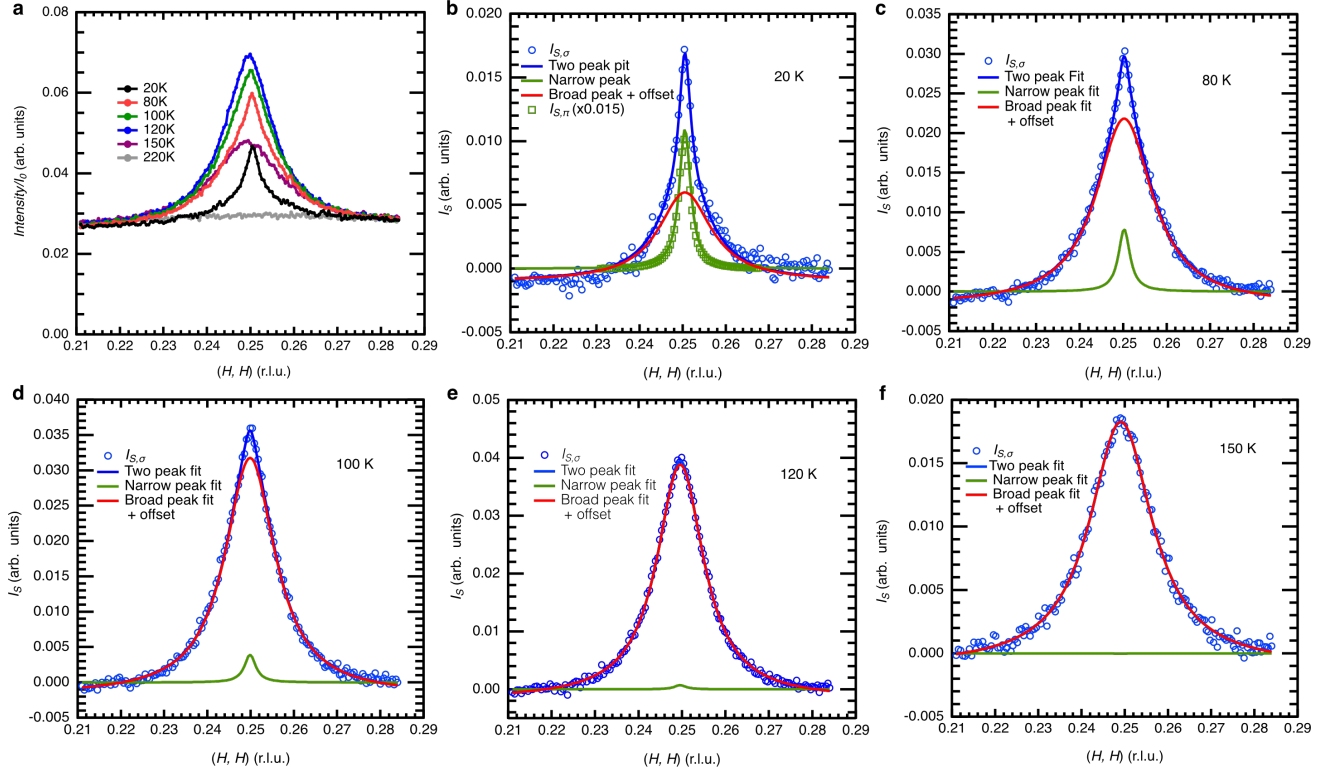 a
0.08
0.06
0.04
0.02
0.00
Intensity/I0 (arb. units)
20K
80K
100K
120K
150K
220K
0.21 0.22 0.23 0.24 0.25 0.26 0.27 0.28 0.29
(H, H) (r.l.u.)
b
0.020
0.015
0.010
0.005
0.000
-0.005
IS (arb. units)
IS,σ
Two peak pit
Narrow peak
Broad peak + offset
IS,π (x0.015)
20 K
0.21 0.22 0.23 0.24 0.25 0.26 0.27 0.28 0.29
(H, H) (r.l.u.)
c
0.035
0.030
0.025
0.020
0.015
0.010
0.005
0.000
-0.005
IS (arb. units)
IS,σ
Two peak Fit
Narrow peak fit
Broad peak fit
+ offset
80 K
0.21 0.22 0.23 0.24 0.25 0.26 0.27 0.28 0.29
(H, H) (r.l.u.)
d
0.040
0.035
0.030
0.025
0.020
0.015
0.010
0.005
0.000
-0.005
IS (arb. units)
IS,σ
Two peak fit
Narrow peak fit
Broad peak fit
+ offset
100 K
0.21 0.22 0.23 0.24 0.25 0.26 0.27 0.28 0.29
(H, H) (r.l.u.)
e
0.05
0.04
0.03
0.02
0.01
0.00
IS (arb. units)
IS,σ
Two peak fit
Narrow peak fit
Broad peak fit
+ offset
120 K
0.21 0.22 0.23 0.24 0.25 0.26 0.27 0.28 0.29
(H, H) (r.l.u.)
f
0.020
0.015
0.010
0.005
0.000
-0.005
IS (arb. units)
IS,σ
Two peak fit
Narrow peak fit
Broad peak fit
+ offset
150 K
0.21 0.22 0.23 0.24 0.25 0.26 0.27 0.28 0.29
(H, H) (r.l.u.)